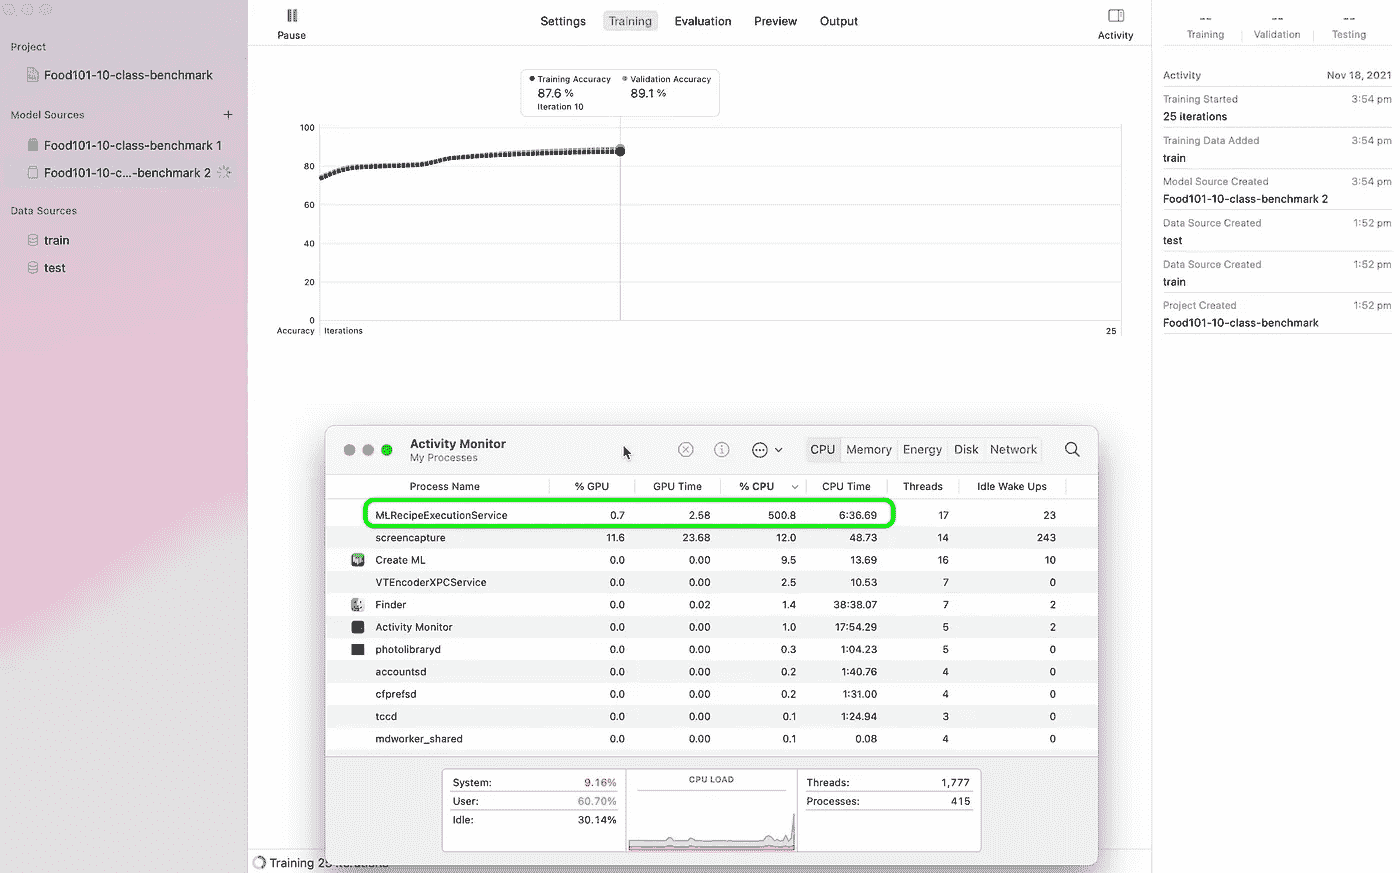 Pause
Settings Training Evaluation Preview Output
Activity
Project
Food101-10-class-benchmark
Model Sources +
Food101-10-class-benchmark 1
Food101-10-c...-benchmark 2
Data Sources
train
test
Training Accuracy Validation Accuracy
87.6 % 89.1 %
Iteration 10
100
80
60
40
20
0
Accuracy Iterations 25
-- -- --
Training Validation Testing
Activity Nov 18, 2021
Training Started 3:54 pm
25 iterations
Training Data Added 3:54 pm
train
Model Source Created 3:54 pm
Food101-10-class-benchmark 2
Data Source Created 1:52 pm
test
Data Source Created 1:52 pm
train
Project Created 1:52 pm
Food101-10-class-benchmark
Activity Monitor
My Processes
CPU Memory Energy Disk Network
Process Name % GPU GPU Time % CPU CPU Time Threads Idle Wake Ups
MLRecipeExecutionService 0.7 2.58 500.8 6:36.69 17 23
screencapture 11.6 23.68 12.0 48.73 14 243
Create ML 0.0 0.00 9.5 13.69 16 10
VTEncoderXPCService 0.0 0.00 2.5 10.53 7 0
Finder 0.0 0.02 1.4 38:38.07 7 2
Activity Monitor 0.0 0.00 1.0 17:54.29 5 2
photolibraryd 0.0 0.00 0.3 1:04.23 5 0
accountsd 0.0 0.00 0.2 1:40.76 4 0
cfprefsd 0.0 0.00 0.2 1:31.00 4 0
tccd 0.0 0.00 0.1 1:24.94 3 0
mdworker_shared 0.0 0.00 0.1 0.08 4 0
System: 9.16%
User: 60.70%
Idle: 30.14%
CPU LOAD
Threads: 1,777
Processes: 415
Training 25 iterations